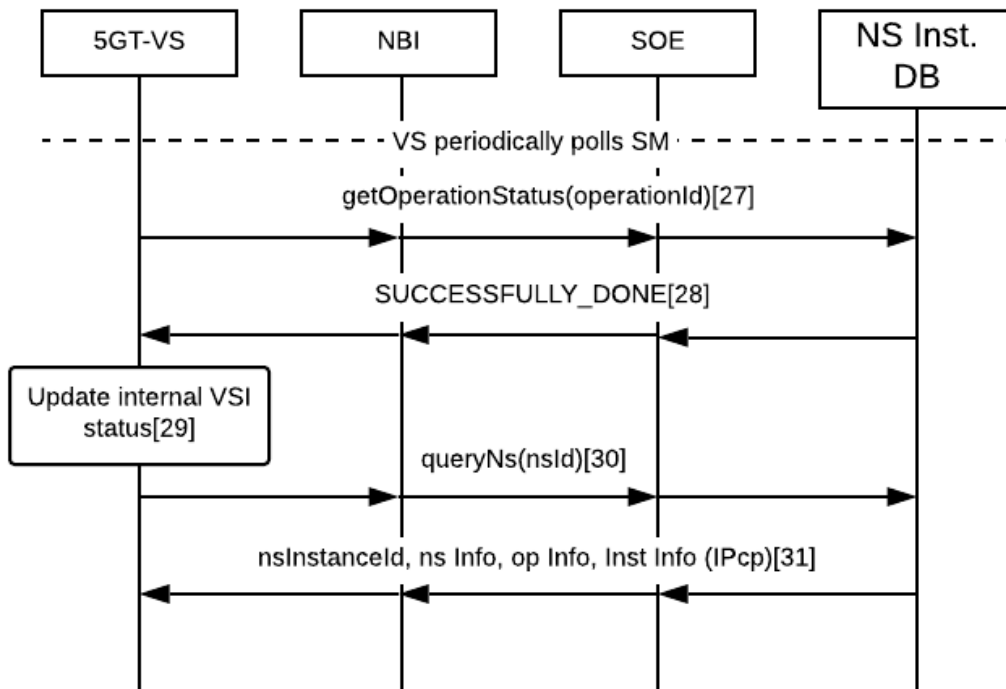 5GT-VS
NBI
SOE
NS Inst.
DB
VS periodically polls SM
getOperationStatus(operationId)[27]
SUCCESSFULLY_DONE[28]
Update internal VSI
status[29]
queryNs(nsId)[30]
nsInstanceId, ns Info, op Info, Inst Info (IPcp)[31]